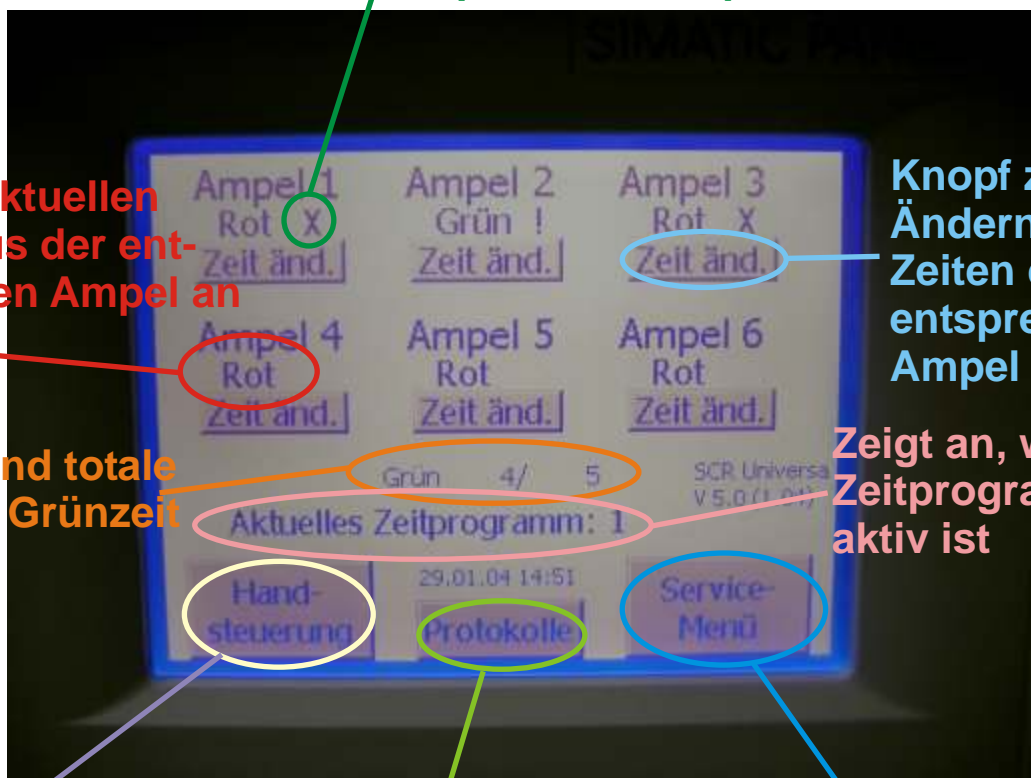 SIMATIC PAN
Ampel 1
Rot X
Zeit änd.
Ampel 2
Grün !
Zeit änd.
Ampel 3
Rot X
Zeit änd.
ktuellen
s der ent-
en Ampel an
Knopf z
Ändern
Zeiten
entspre
Ampel
Ampel 4
Rot
Zeit änd.
Ampel 5
Rot
Zeit änd.
Ampel 6
Rot
Zeit änd.
nd totale
Grünzeit
Grün 4/ 5
SCR Universa
V 5.0 (1.01)
Zeigt an, w
Zeitprogra
aktiv ist
Aktuelles Zeitprogramm: 1
29.01.04 14:51
Hand-
steuerung
Protokolle
Service-
Menü